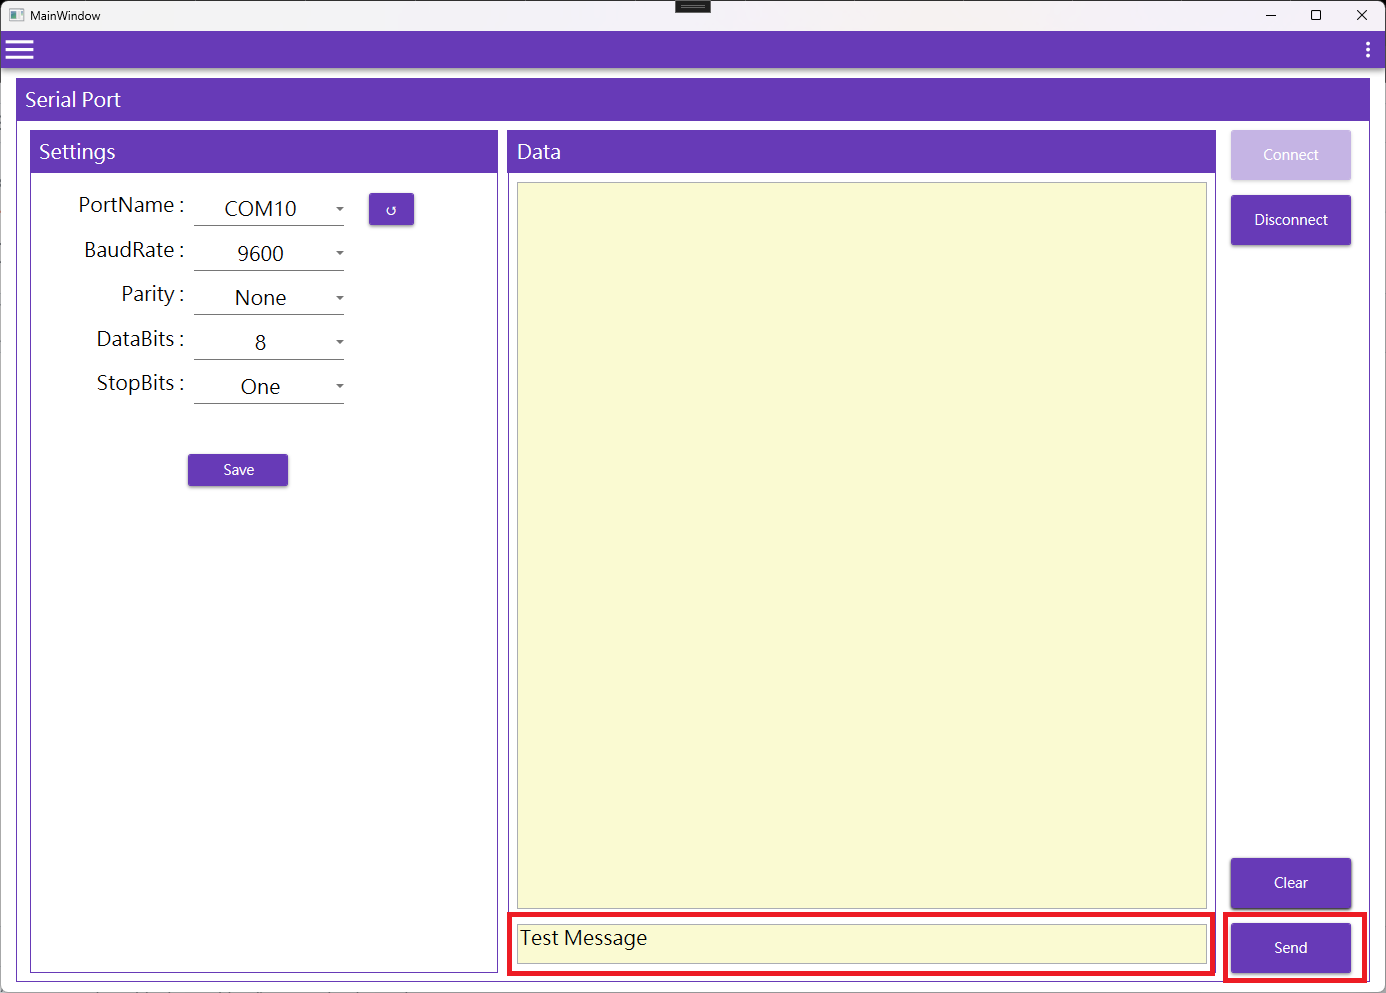 MainWindow
Serial Port
Settings
PortName :
COM10
↺
BaudRate :
9600
Parity :
None
DataBits :
8
StopBits :
One
Save
Data
Test Message
Connect
Disconnect
Clear
Send